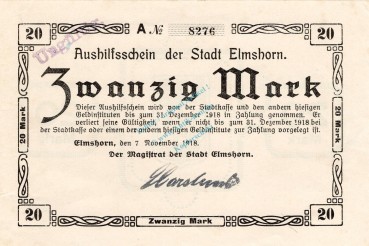 20 A. № 8276 20
Ungültig
Aushilfsschein der Stadt Elmshorn.
Zwanzig Mark
Dieser Aushilfsschein wird von der Stadtkasse und den andern hiesigen
Geldinstituten bis zum 31. Dezember 1918 in Zahlung genommen. Er
verliert seine Gültigkeit, wenn er nicht bis zum 31. Dezember 1918 bei
der Stadtkasse oder einem der andern hiesigen Geldinstitute zur Zahlung vorgelegt ist.
20 Mark
20 Mark
Elmshorn, den 7 November 1918.
Der Magistrat der Stadt Elmshorn.
20 Zwanzig Mark 20